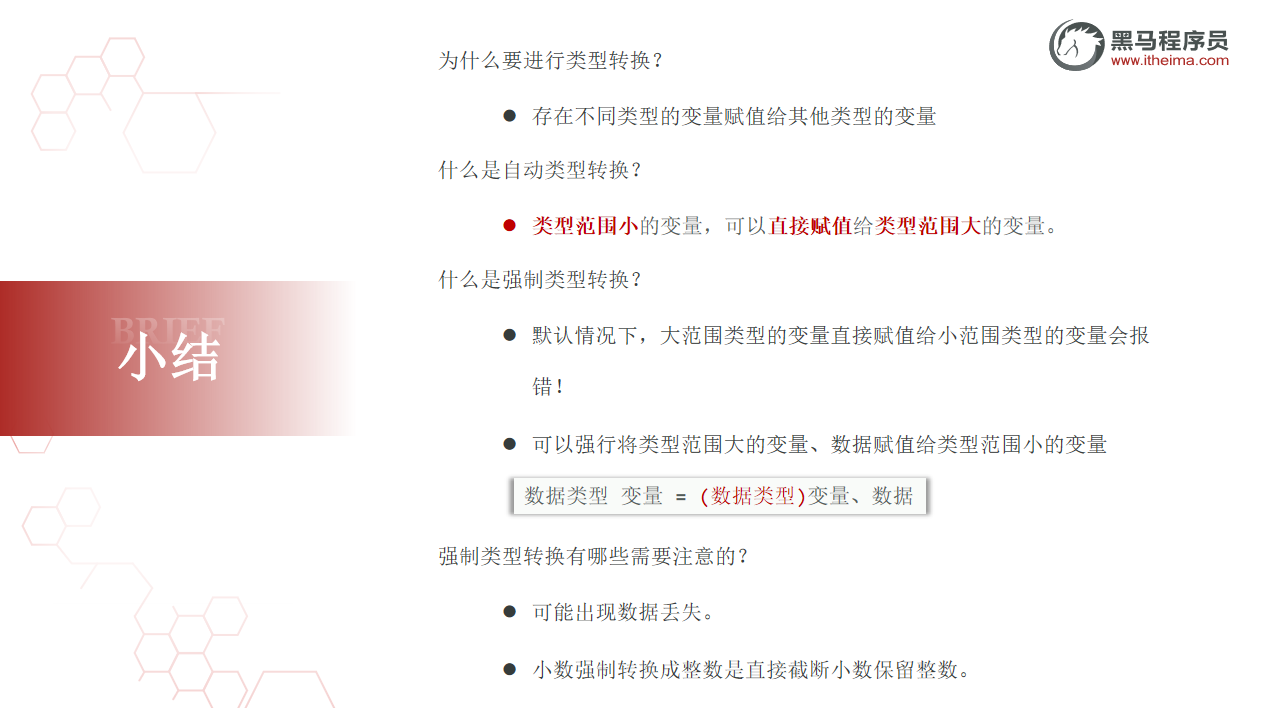 黑马程序员
www.itheima.com
为什么要进行类型转换?
存在不同类型的变量赋值给其他类型的变量
什么是自动类型转换?
类型范围小的变量，可以直接赋值给类型范围大的变量。
什么是强制类型转换?
默认情况下，大范围类型的变量直接赋值给小范围类型的变量会报
错!
可以强行将类型范围大的变量、数据赋值给类型范围小的变量
数据类型 变量 = (数据类型)变量、数据
强制类型转换有哪些需要注意的?
可能出现数据丢失。
小数强制转换成整数是直接截断小数保留整数。
BRIEF
小结